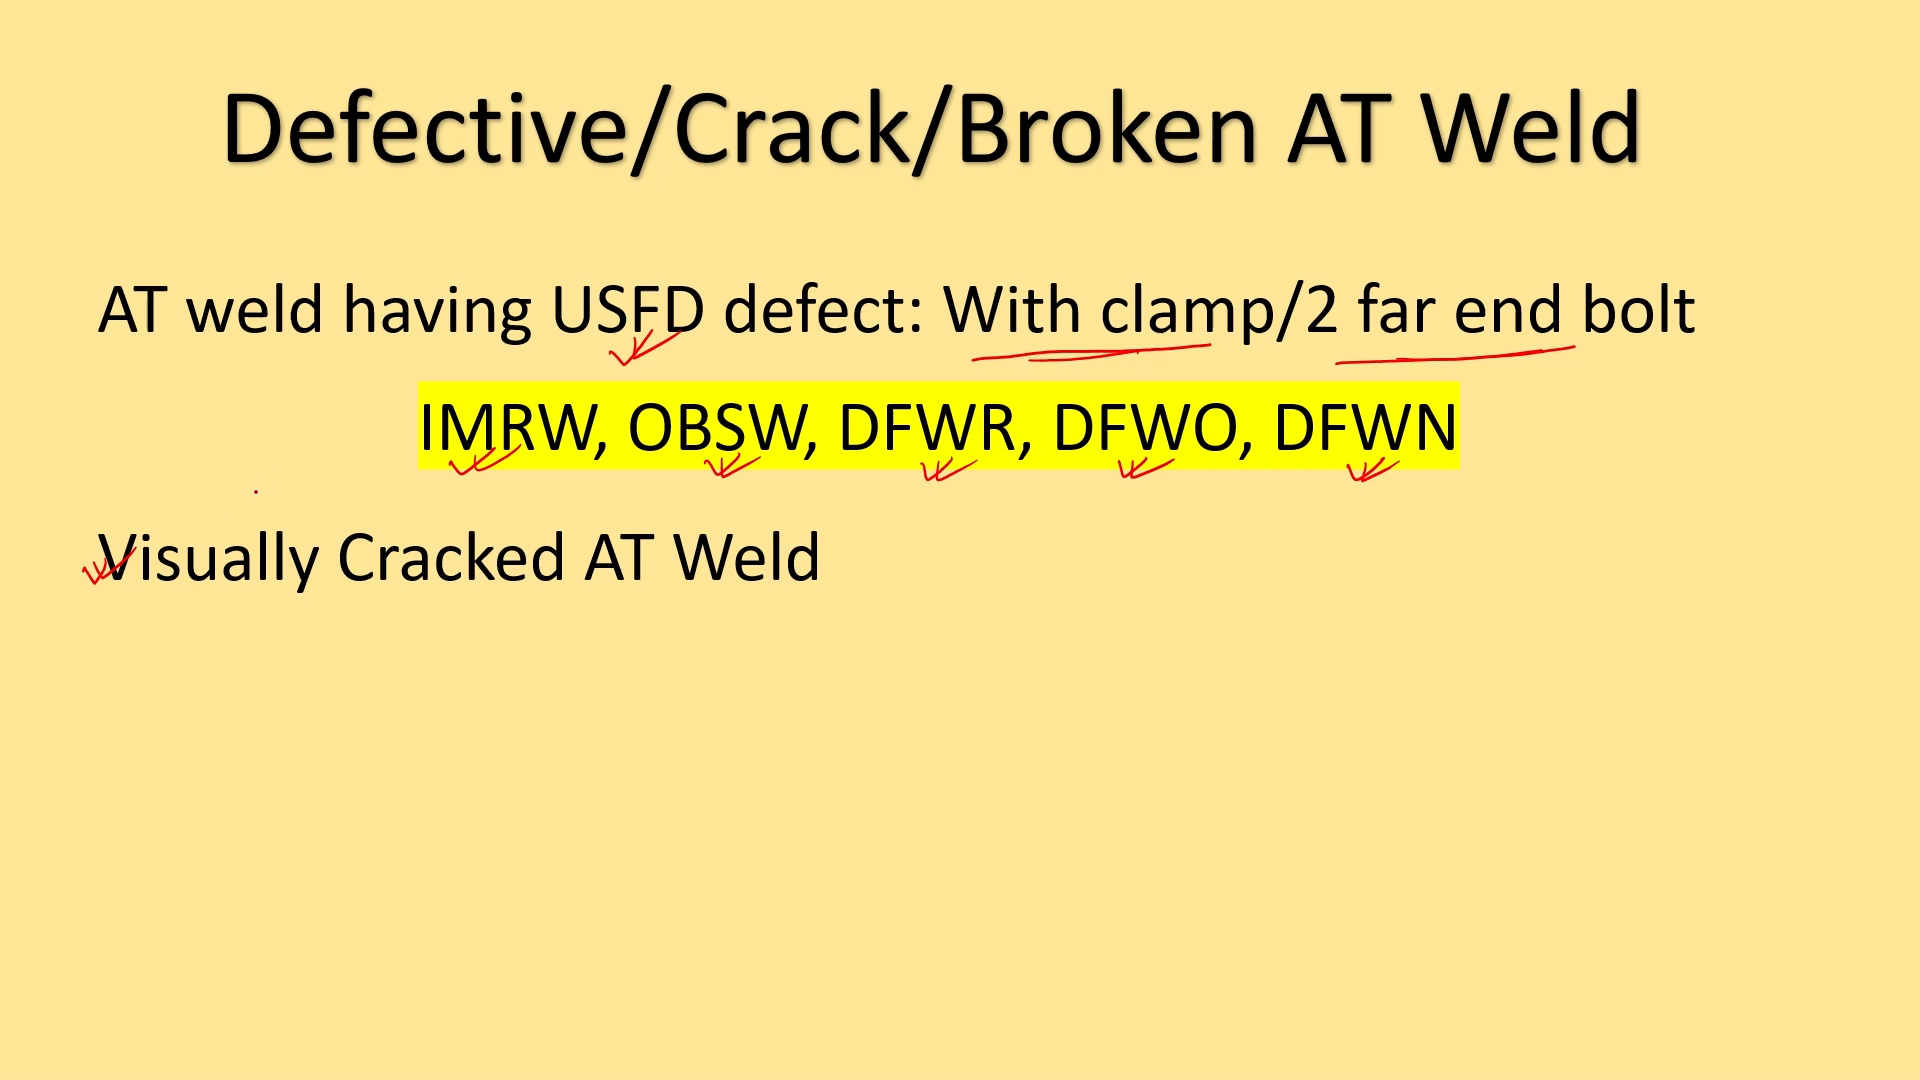 Defective/Crack/Broken AT Weld
AT weld having USFD defect: With clamp/2 far end bolt
IMRW, OBSW, DFWR, DFWO, DFWN
Visually Cracked AT Weld